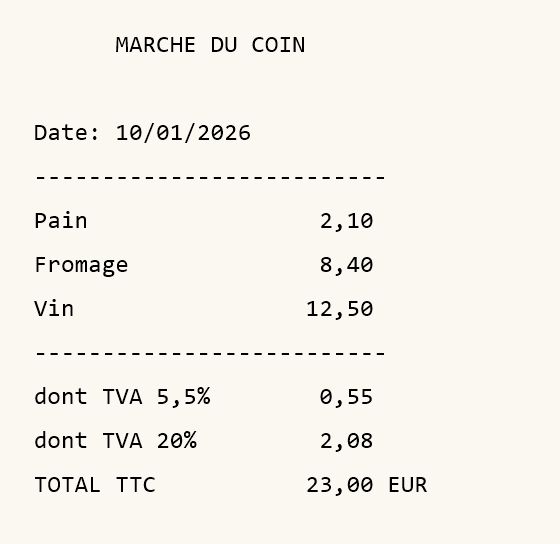 MARCHE DU COIN
Date: 10/01/2026
--------------------------
Pain 2,10
Fromage 8,40
Vin 12,50
--------------------------
dont TVA 5,5% 0,55
dont TVA 20% 2,08
TOTAL TTC 23,00 EUR